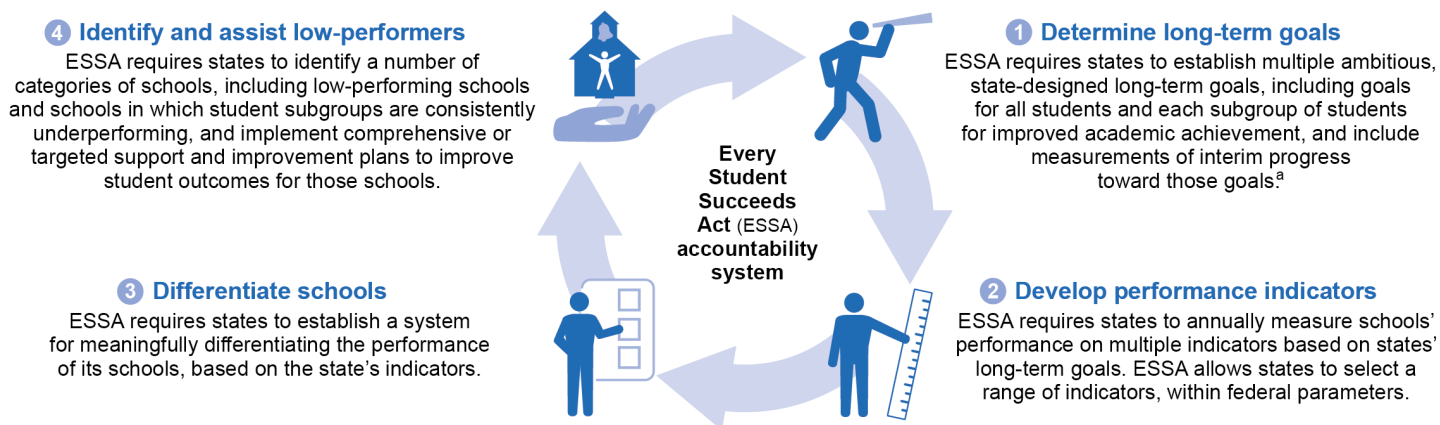 4 Identify and assist low-performers
ESSA requires states to identify a number of
categories of schools, including low-performing schools
and schools in which student subgroups are consistently
underperforming, and implement comprehensive or
targeted support and improvement plans to improve
student outcomes for those schools.
1 Determine long-term goals
ESSA requires states to establish multiple ambitious,
state-designed long-term goals, including goals
for all students and each subgroup of students
for improved academic achievement, and include
measurements of interim progress
toward those goals.a
Every
Student
Succeeds
Act (ESSA)
accountability
system
3 Differentiate schools
ESSA requires states to establish a system
for meaningfully differentiating the performance
of its schools, based on the state’s indicators.
2 Develop performance indicators
ESSA requires states to annually measure schools’
performance on multiple indicators based on states’
long-term goals. ESSA allows states to select a
range of indicators, within federal parameters.